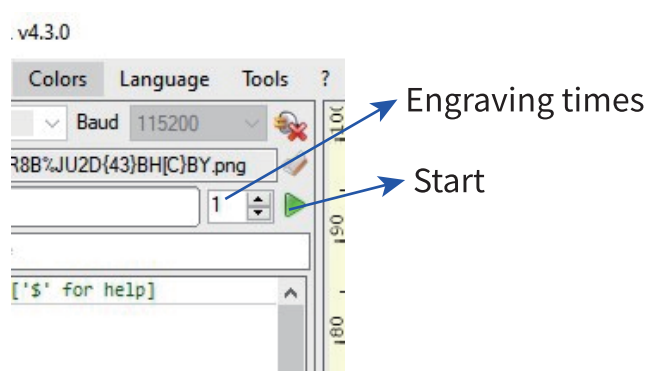 v4.3.0
Colors Language Tools ?
Baud 115200
R8B%JU2D{43}BH[C}BY.png
1
['$' for help]
100
190
180
Engraving times
Start